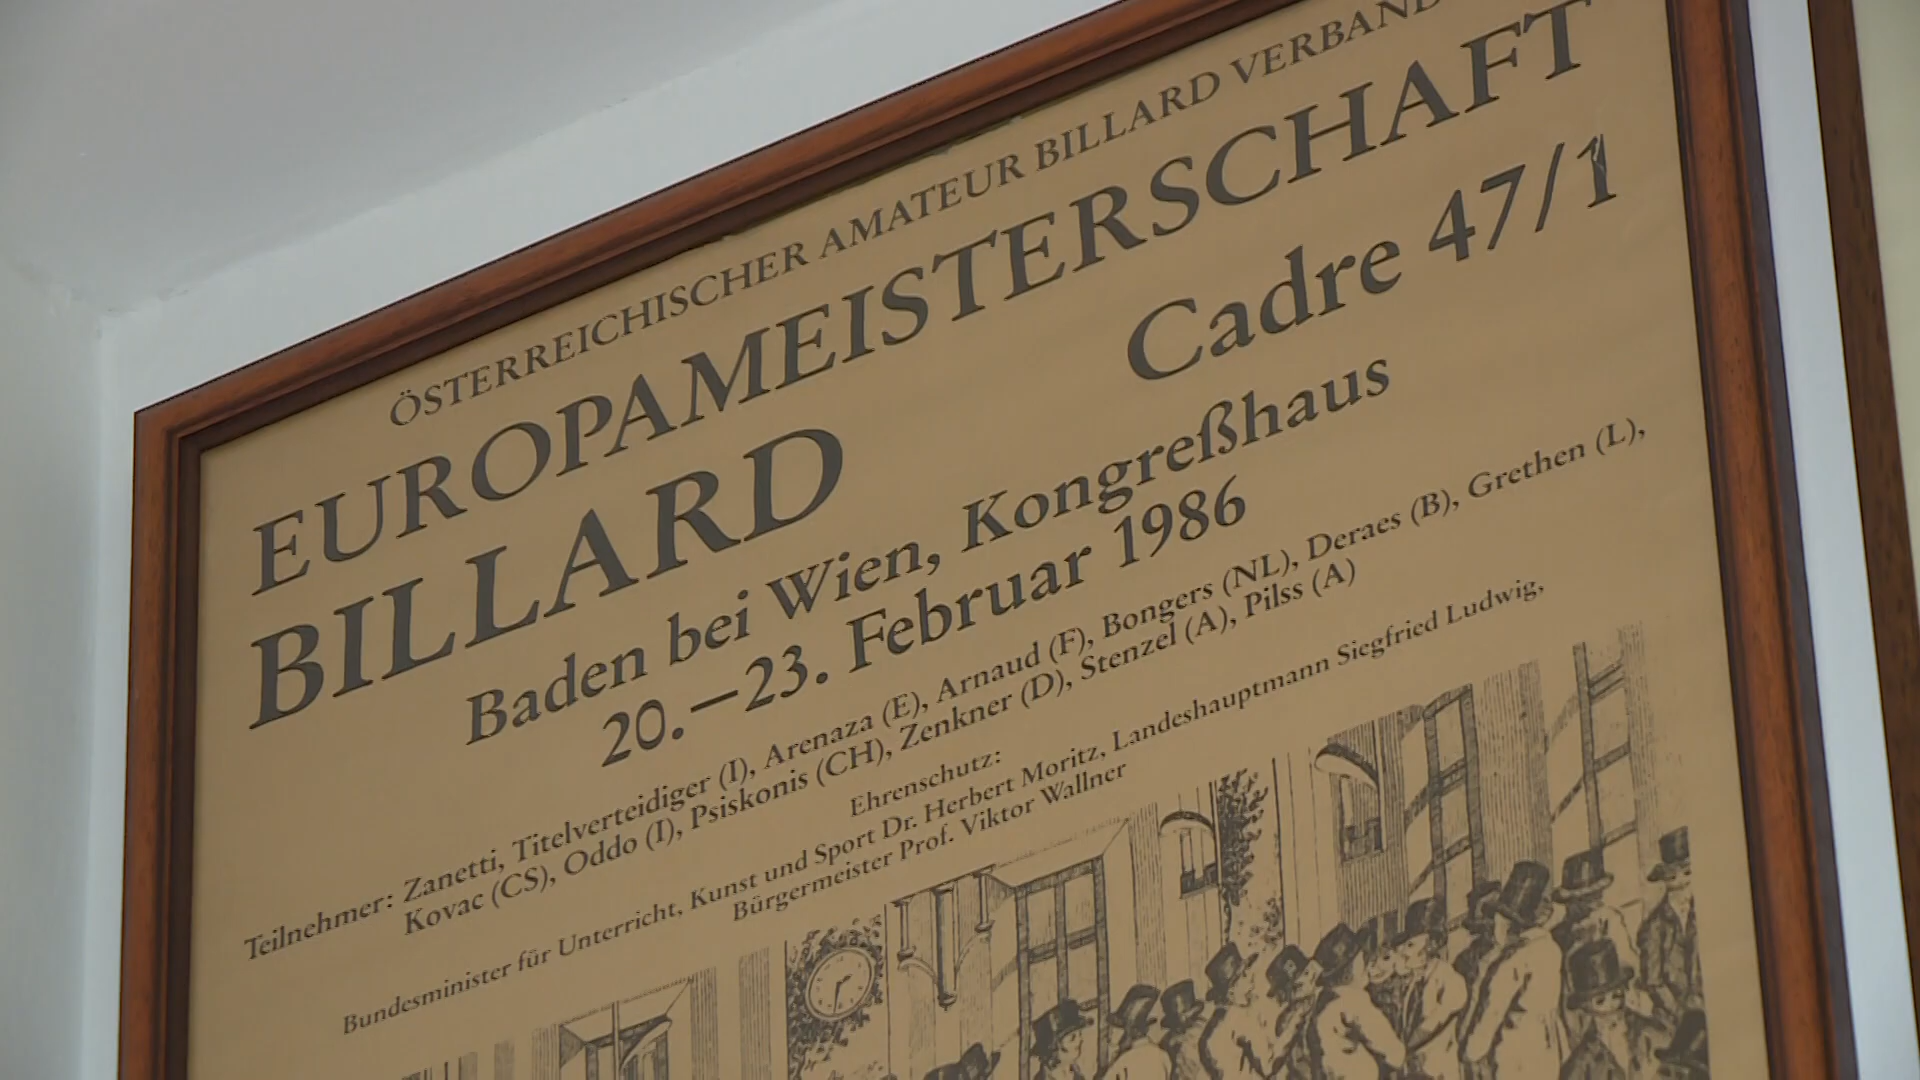 ÖSTERREICHISCHER AMATEUR BILLARD VERBAND
EUROPAMEISTERSCHAFT
BILLARD Cadre 47/1
Baden bei Wien, Kongreßhaus
20.–23. Februar 1986
Teilnehmer: Zanetti, Titelverteidiger (I), Arenaza (E), Arnaud (F), Bongers (NL), Deraes (B), Grethen (L),
Kovac (CS), Oddo (I), Psiskonis (CH), Zenkner (D), Stenzel (A), Pilss (A)
Ehrenschutz:
Bundesminister für Unterricht, Kunst und Sport Dr. Herbert Moritz, Landeshauptmann Siegfried Ludwig,
Bürgermeister Prof. Viktor Wallner